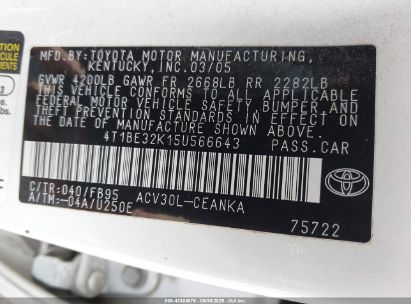 MFD. BY: TOYOTA MOTOR MANUFACTURING,
KENTUCKY, INC. 03/05
GVWR 4200LB GAWR FR 2668LB RR 2282LB
THIS VEHICLE CONFORMS TO ALL APPLICABLE
FEDERAL MOTOR VEHICLE SAFETY, BUMPER, AND
THEFT PREVENTION STANDARDS IN EFFECT ON
THE DATE OF MANUFACTURE SHOWN ABOVE.
4T1BE32K15U566643 PASS.CAR
C/TR:040/FB95 ACV30L-CEANKA
A/TM:-04A/U250E
TOYOTA
75722